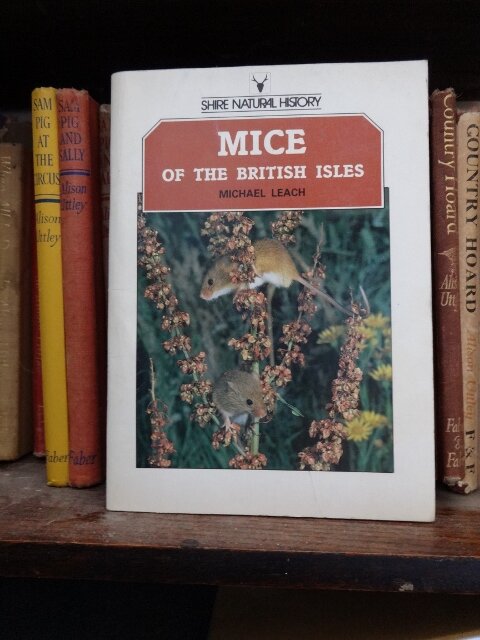 SHIRE NATURAL HISTORY
MICE
OF THE BRITISH ISLES
MICHAEL LEACH
SAM
PIG
AT
THE
CIRCUS
Alison
Uttley
Faber
SAM
PIG
AND
SALLY
Alison
Uttley
Faber
Country Hoard
Faber
&
COUNTRY HOARD
Alison Uttley
F & F